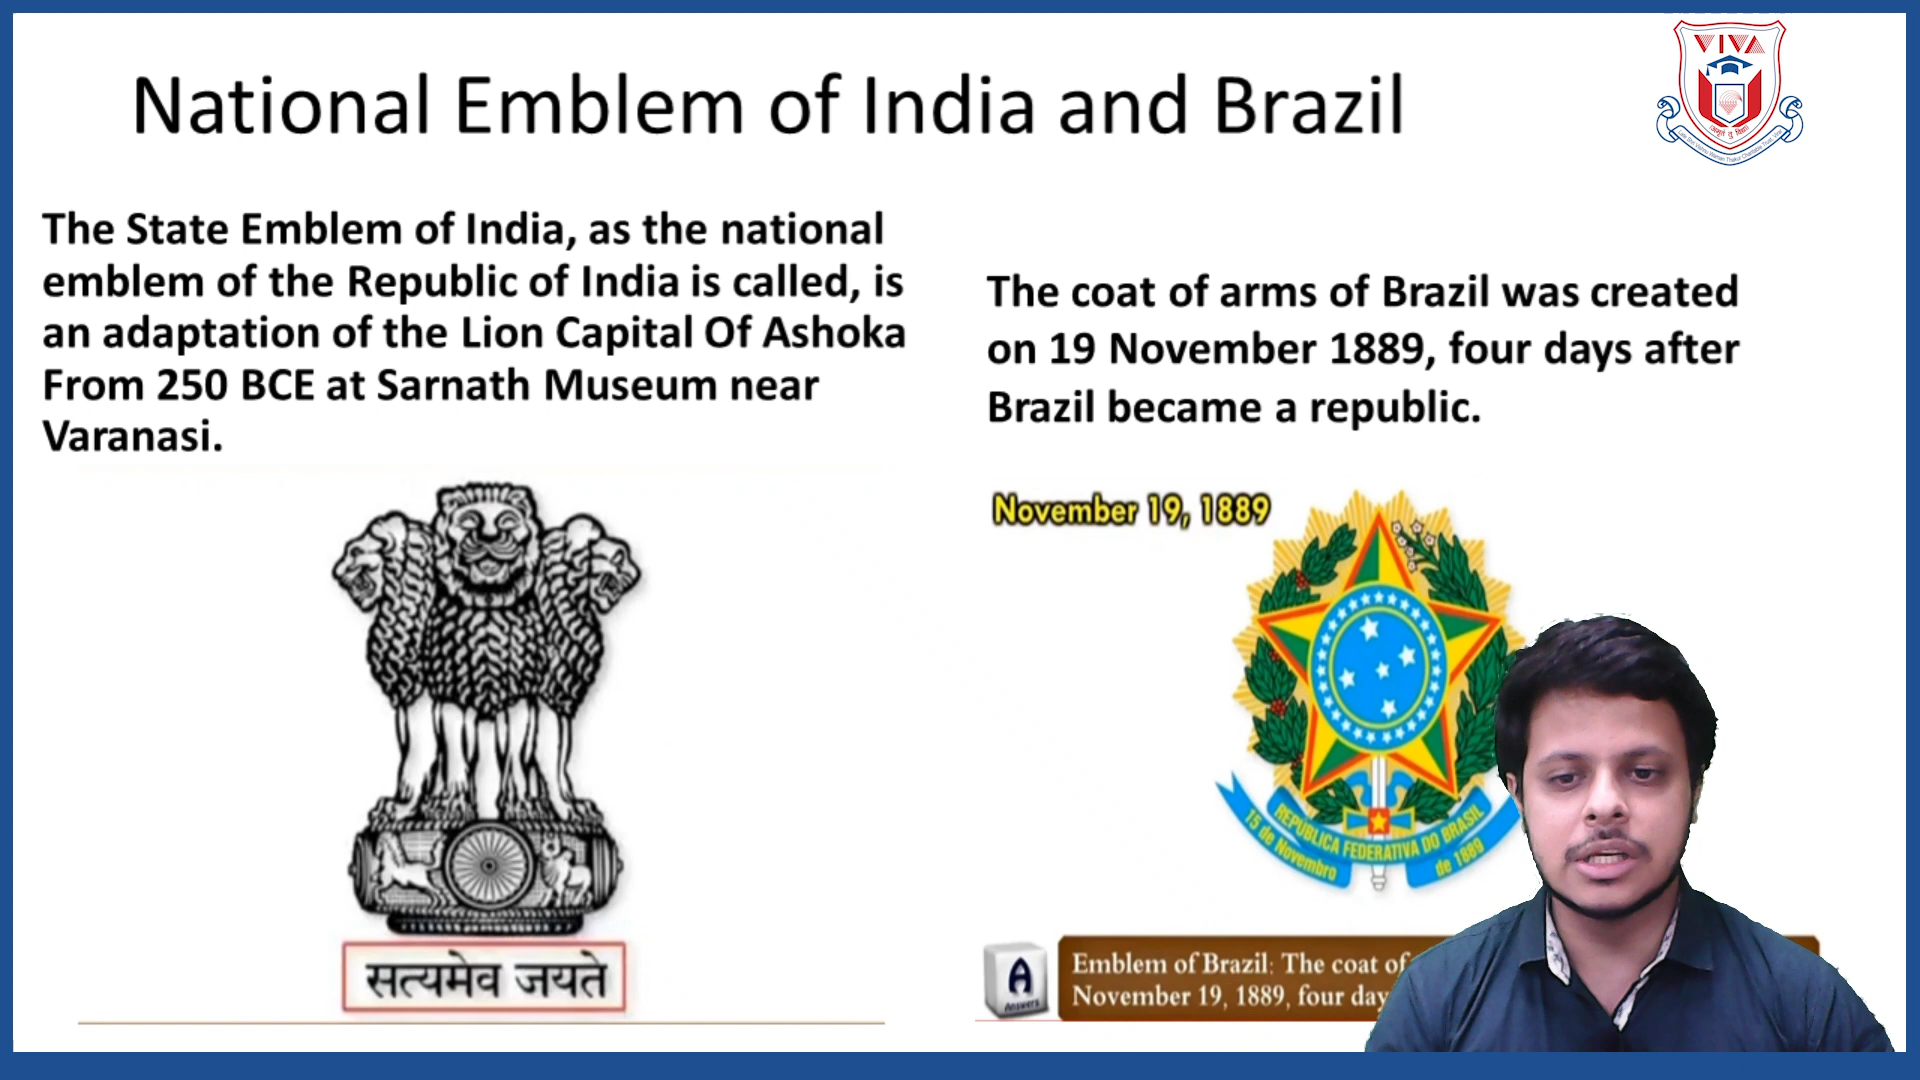 VIVA
National Emblem of India and Brazil
The State Emblem of India, as the national
emblem of the Republic of India is called, is
an adaptation of the Lion Capital Of Ashoka
From 250 BCE at Sarnath Museum near
Varanasi.
सत्यमेव जयते
The coat of arms of Brazil was created
on 19 November 1889, four days after
Brazil became a republic.
November 19, 1889
REPÚBLICA FEDERATIVA DO BRASIL
15 de Novembro
de 1889
A
Answers
Emblem of Brazil: The coat of
November 19, 1889, four day